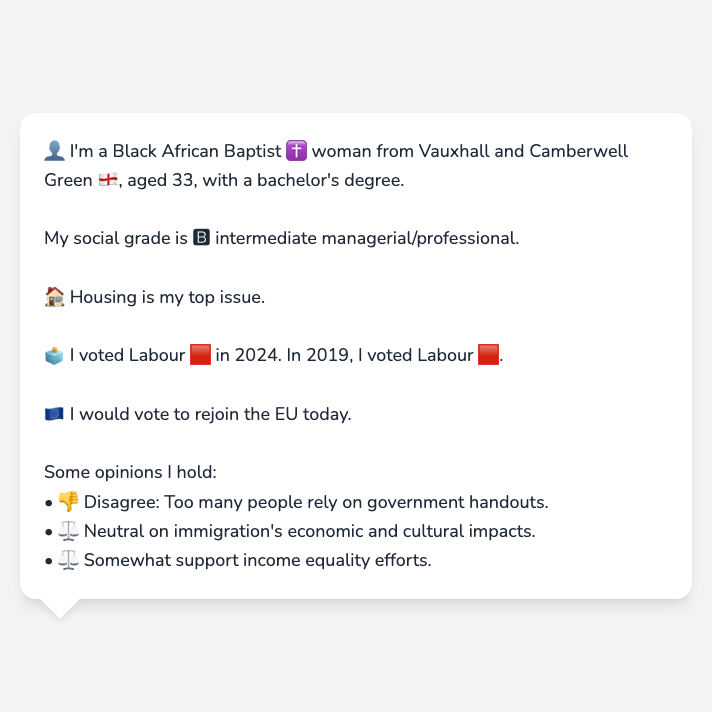 👤 I'm a Black African Baptist ✝️ woman from Vauxhall and Camberwell
Green 🏴󠁧󠁢󠁥󠁮󠁧󠁿, aged 33, with a bachelor's degree.
My social grade is 🅱 intermediate managerial/professional.
🏠 Housing is my top issue.
🗳️ I voted Labour 🟥 in 2024. In 2019, I voted Labour 🟥.
🇪🇺 I would vote to rejoin the EU today.
Some opinions I hold:
• 👎 Disagree: Too many people rely on government handouts.
• ⚖️ Neutral on immigration's economic and cultural impacts.
• ⚖️ Somewhat support income equality efforts.